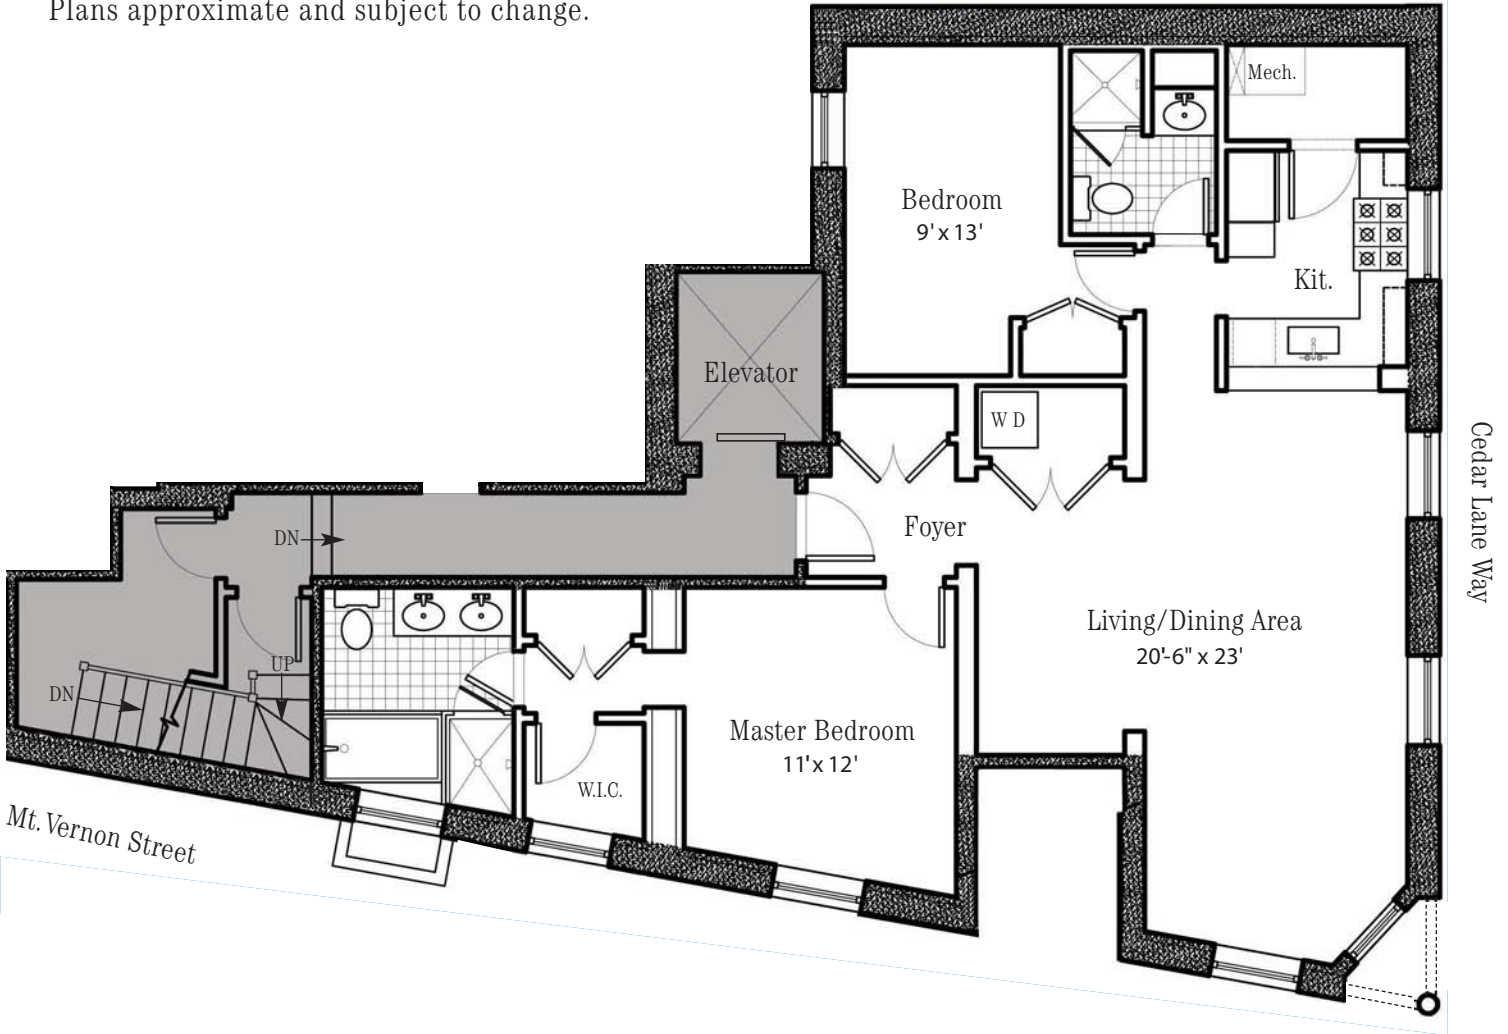 Plans approximate and subject to change.
Mech.
Bedroom
9' x 13'
Kit.
Elevator
W D
Cedar Lane Way
DN
Foyer
Living/Dining Area
20'-6" x 23'
UP
DN
Master Bedroom
11' x 12'
W.I.C.
Mt. Vernon Street